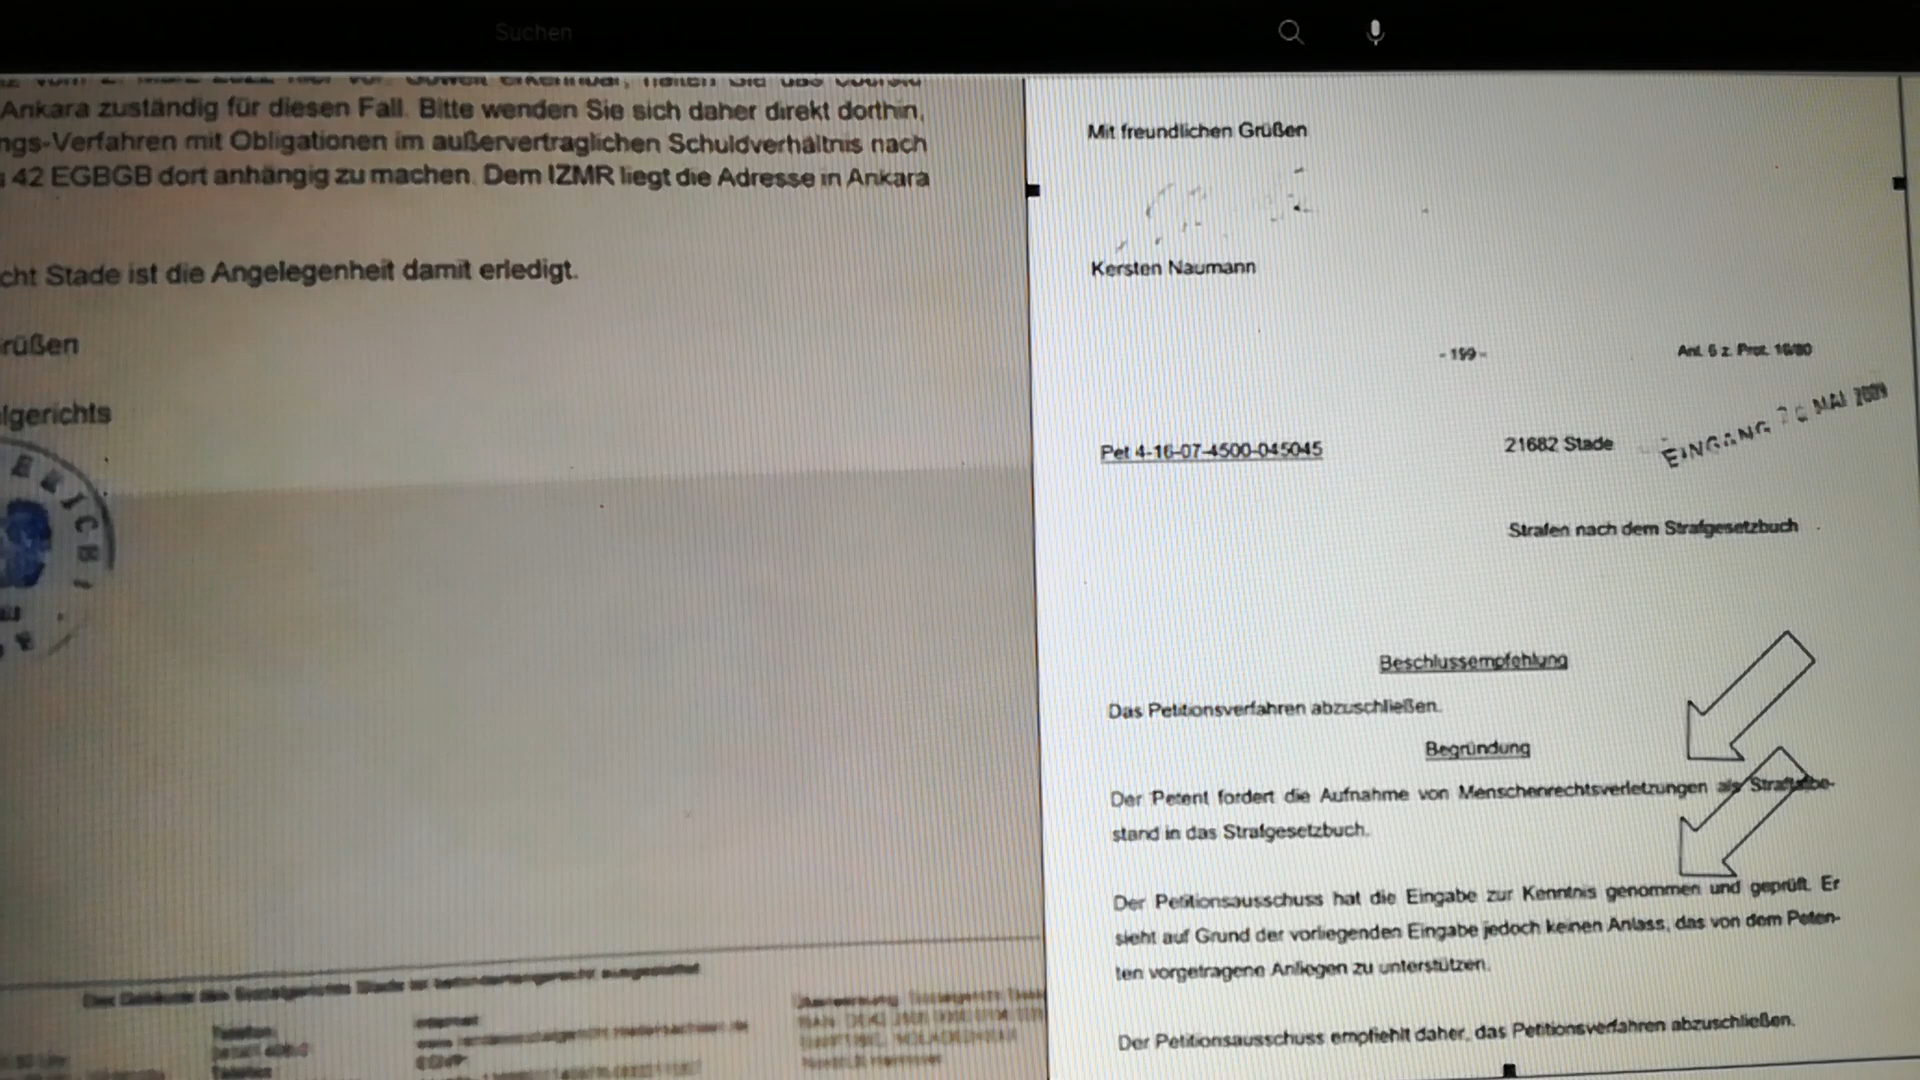 Suchen
Ankara zuständig für diesen Fall. Bitte wenden Sie sich daher direkt dorthin,
ngs-Verfahren mit Obligationen im außervertraglichen Schuldverhältnis nach
42 EGBGB dort anhängig zu machen. Dem IZMR liegt die Adresse in Ankara
cht Stade ist die Angelegenheit damit erledigt.
rüßen
lgerichts
Mit freundlichen Grüßen
Kersten Naumann
- 199 -
Anl. 6 z. Prot. 16/80
Pet 4-16-07-4500-045045
21682 Stade
EINGANG MAI 2009
Strafen nach dem Strafgesetzbuch
Beschlussempfehlung
Das Petitionsverfahren abzuschließen.
Begründung
Der Petent fordert die Aufnahme von Menschenrechtsverletzungen als Straftatbe-
stand in das Strafgesetzbuch.
Der Petitionsausschuss hat die Eingabe zur Kenntnis genommen und geprüft. Er
sieht auf Grund der vorliegenden Eingabe jedoch keinen Anlass, das von dem Peten-
ten vorgetragene Anliegen zu unterstützen.
Der Petitionsausschuss empfiehlt daher, das Petitionsverfahren abzuschließen.